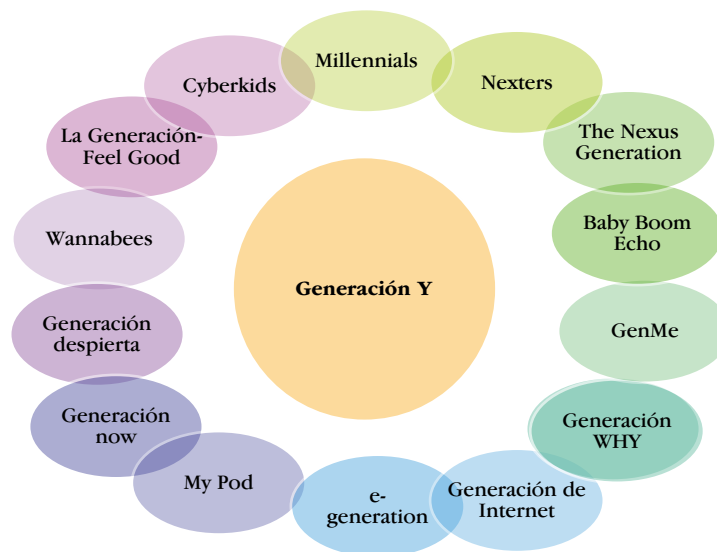 Millennials
Nexters
The Nexus
Generation
Baby Boom
Echo
GenMe
Generación
WHY
Generación de
Internet
e-
generation
My Pod
Generación
now
Generación
despierta
Wannabees
La Generación-
Feel Good
Cyberkids
Generación Y